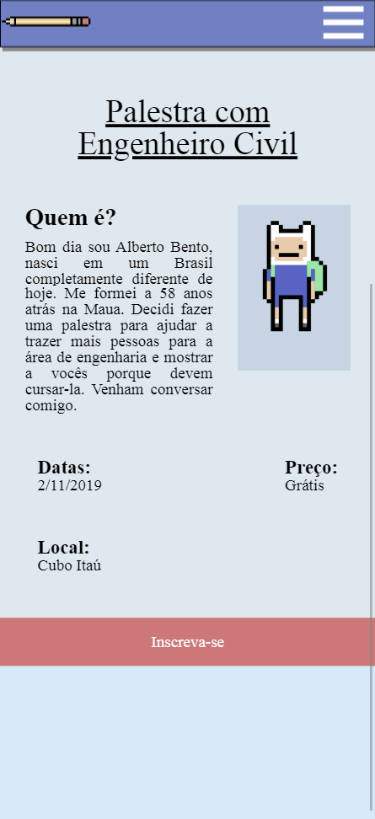 Palestra com
Engenheiro Civil
Quem é?
Bom dia sou Alberto Bento,
nasci em um Brasil
completamente diferente de
hoje. Me formei a 58 anos
atrás na Maua. Decidi fazer
uma palestra para ajudar a
trazer mais pessoas para a
área de engenharia e mostrar
a vocês porque devem
cursar-la. Venham conversar
comigo.
Datas:
2/11/2019
Preço:
Grátis
Local:
Cubo Itaú
Inscreva-se